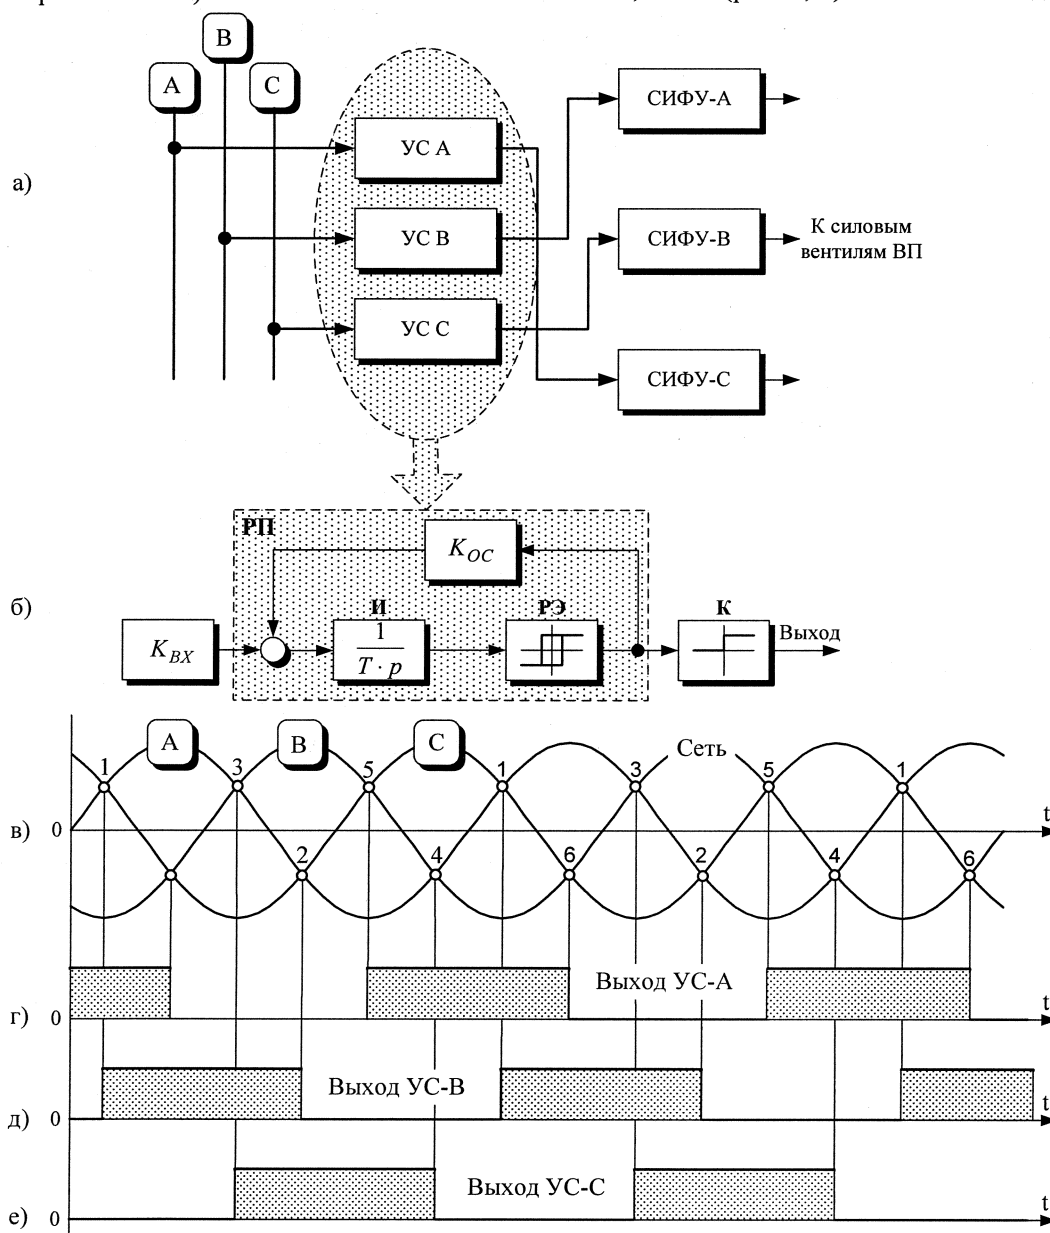 B
A
C
а)
УС А
УС В
УС С
СИФУ-А
СИФУ-В
СИФУ-С
К силовым
вентилям ВП
б)
РП
K_OC
K_BX
И
1
T · p
РЭ
К
Выход
в)
0
A
B
C
Сеть
1
3
5
1
3
5
1
2
4
6
2
4
6
t
г)
0
Выход УС-А
t
д)
0
Выход УС-В
t
е)
0
Выход УС-С
t